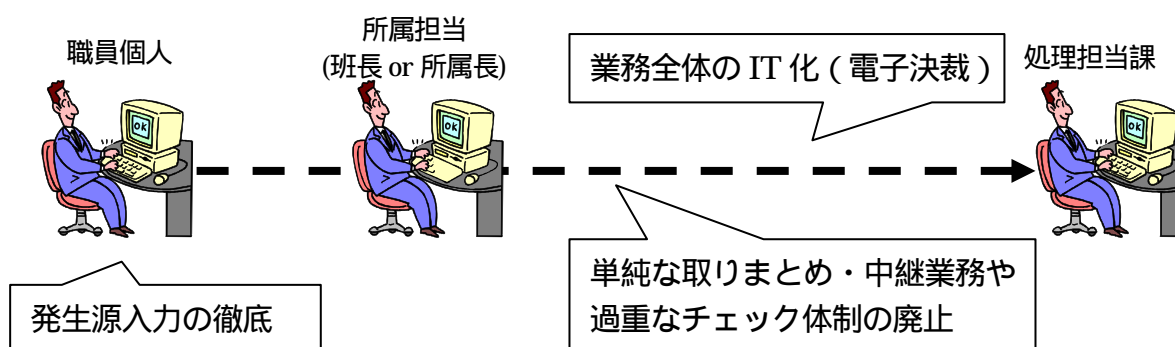 職員個人
所属担当
(班長 or 所属長)
業務全体の IT 化（電子決裁）
処理担当課
OK
OK
OK
単純な取りまとめ・中継業務や
過重なチェック体制の廃止
発生源入力の徹底